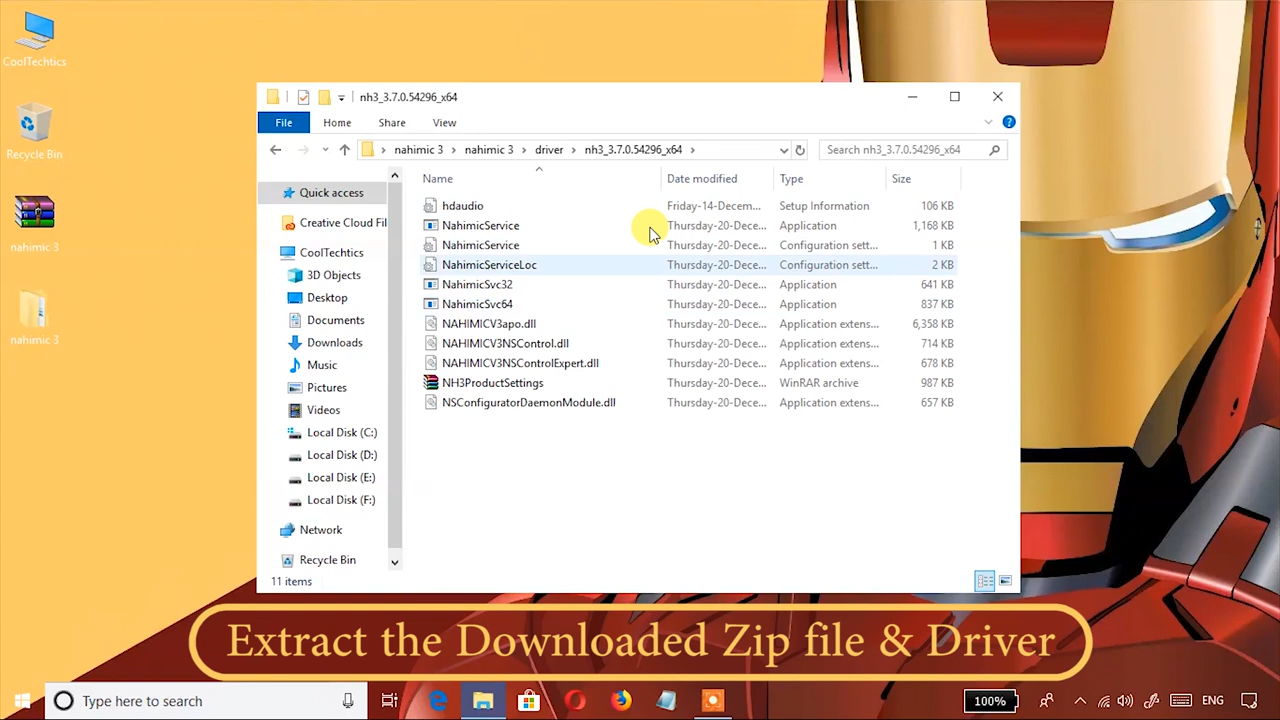 CoolTechtics
Recycle Bin
nahimic 3
nahimic 3
nh3_3.7.0.54296_x64
File Home Share View
nahimic 3 > nahimic 3 > driver > nh3_3.7.0.54296_x64 >
Search nh3_3.7.0.54296_x64
Quick access
Creative Cloud Fil
CoolTechtics
3D Objects
Desktop
Documents
Downloads
Music
Pictures
Videos
Local Disk (C:)
Local Disk (D:)
Local Disk (E:)
Local Disk (F:)
Network
Recycle Bin
Name Date modified Type Size
hdaudio Friday-14-Decem... Setup Information 106 KB
NahimicService Thursday-20-Dece... Application 1,168 KB
NahimicService Thursday-20-Dece... Configuration sett... 1 KB
NahimicServiceLoc Thursday-20-Dece... Configuration sett... 2 KB
NahimicSvc32 Thursday-20-Dece... Application 641 KB
NahimicSvc64 Thursday-20-Dece... Application 837 KB
NAHIMICV3apo.dll Thursday-20-Dece... Application extens... 6,358 KB
NAHIMICV3NSControl.dll Thursday-20-Dece... Application extens... 714 KB
NAHIMICV3NSControlExpert.dll Thursday-20-Dece... Application extens... 678 KB
NH3ProductSettings Thursday-20-Dece... WinRAR archive 987 KB
NSConfiguratorDaemonModule.dll Thursday-20-Dece... Application extens... 657 KB
11 items
Extract the Downloaded Zip file & Driver
Type here to search
100%
ENG